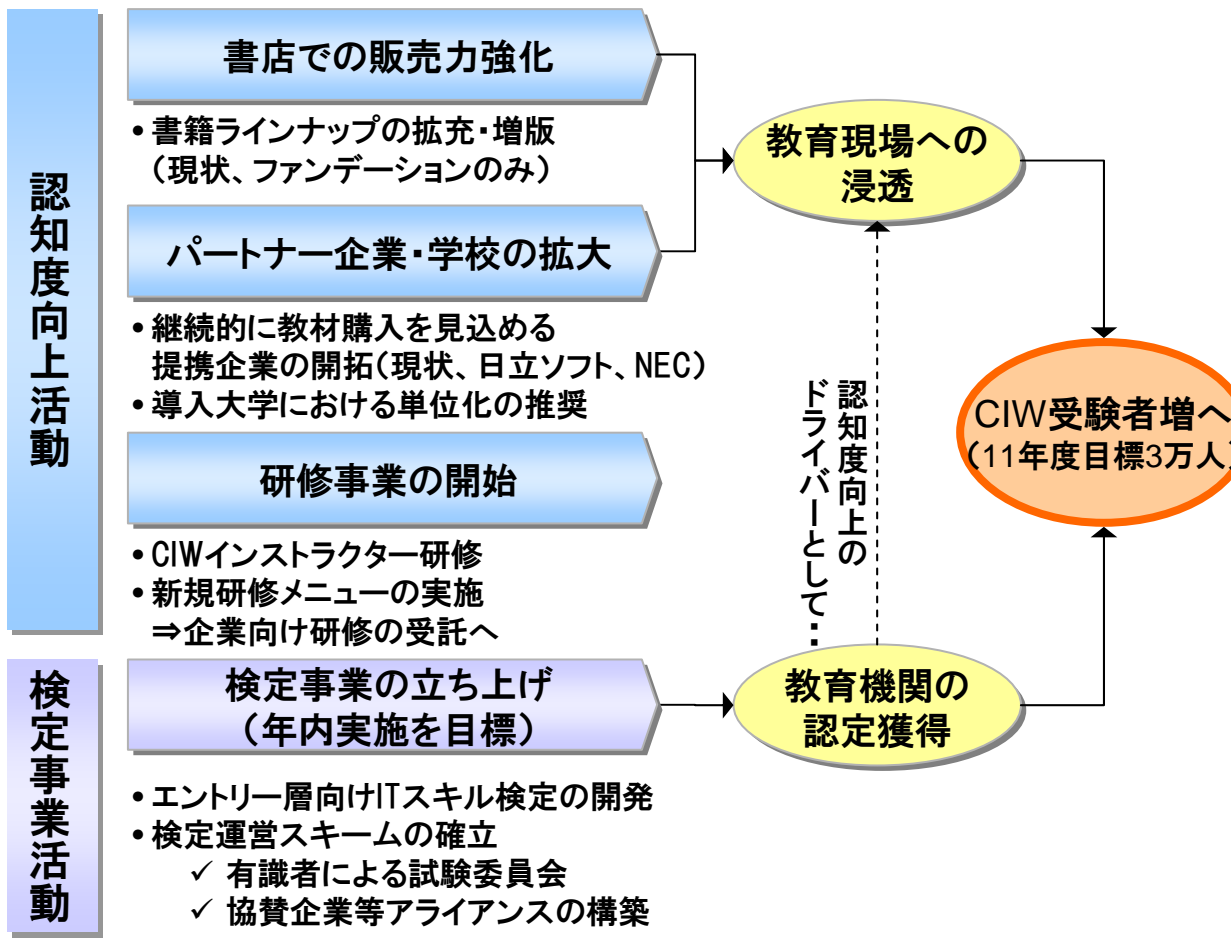 認知度向上活動
書店での販売力強化
• 書籍ラインナップの拡充・増版
（現状、ファンデーションのみ）
パートナー企業・学校の拡大
• 継続的に教材購入を見込める
提携企業の開拓（現状、日立ソフト、NEC）
• 導入大学における単位化の推奨
研修事業の開始
• CIWインストラクター研修
• 新規研修メニューの実施
⇒企業向け研修の受託へ
検定事業活動
検定事業の立ち上げ
（年内実施を目標）
• エントリー層向けITスキル検定の開発
• 検定運営スキームの確立
✓ 有識者による試験委員会
✓ 協賛企業等アライアンスの構築
教育現場への
浸透
認知度向上の
ドライバーとして・・
教育機関の
認定獲得
CIW受験者増へ
（11年度目標3万人）